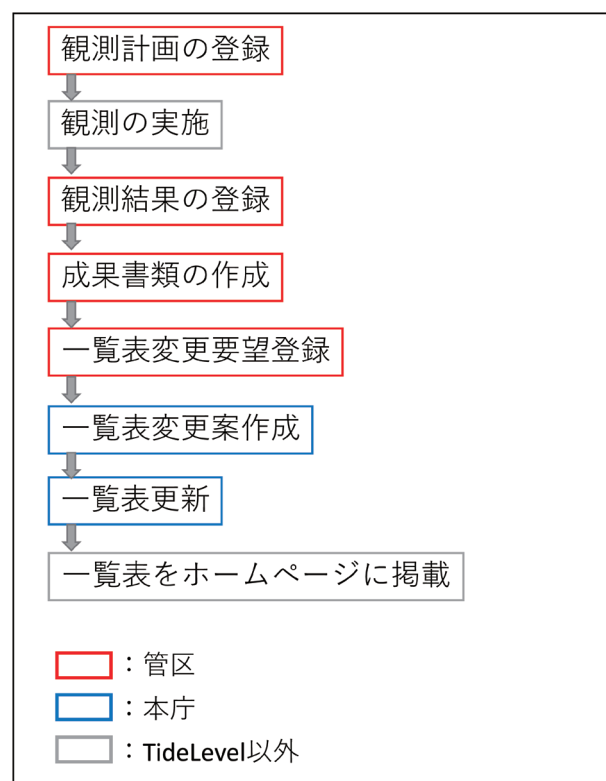 観測計画の登録
観測の実施
観測結果の登録
成果書類の作成
一覧表変更要望登録
一覧表変更案作成
一覧表更新
一覧表をホームページに掲載
：管区
：本庁
：TideLevel以外